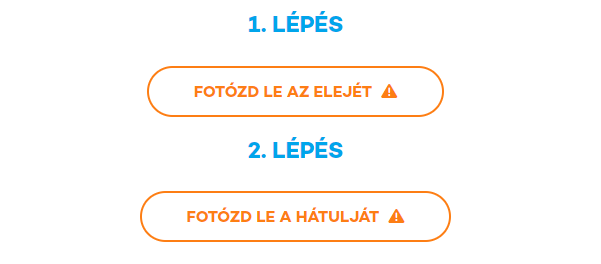 1. LÉPÉS
FOTÓZD LE AZ ELEJÉT
2. LÉPÉS
FOTÓZD LE A HÁTULJÁT